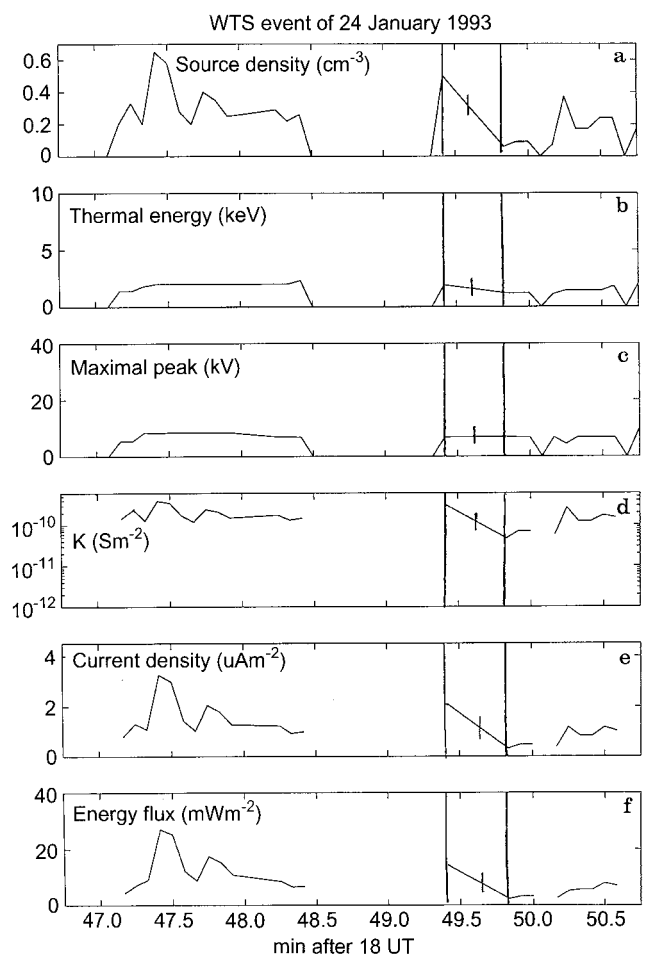 WTS event of 24 January 1993
0.6
0.4
0.2
0
Source density (cm-3)
a
10
5
0
Thermal energy (keV)
b
40
20
0
Maximal peak (kV)
c
10-10
10-11
10-12
K (Sm-2)
d
4
2
0
Current density (uAm-2)
e
40
20
0
Energy flux (mWm-2)
f
47.0 47.5 48.0 48.5 49.0 49.5 50.0 50.5
min after 18 UT